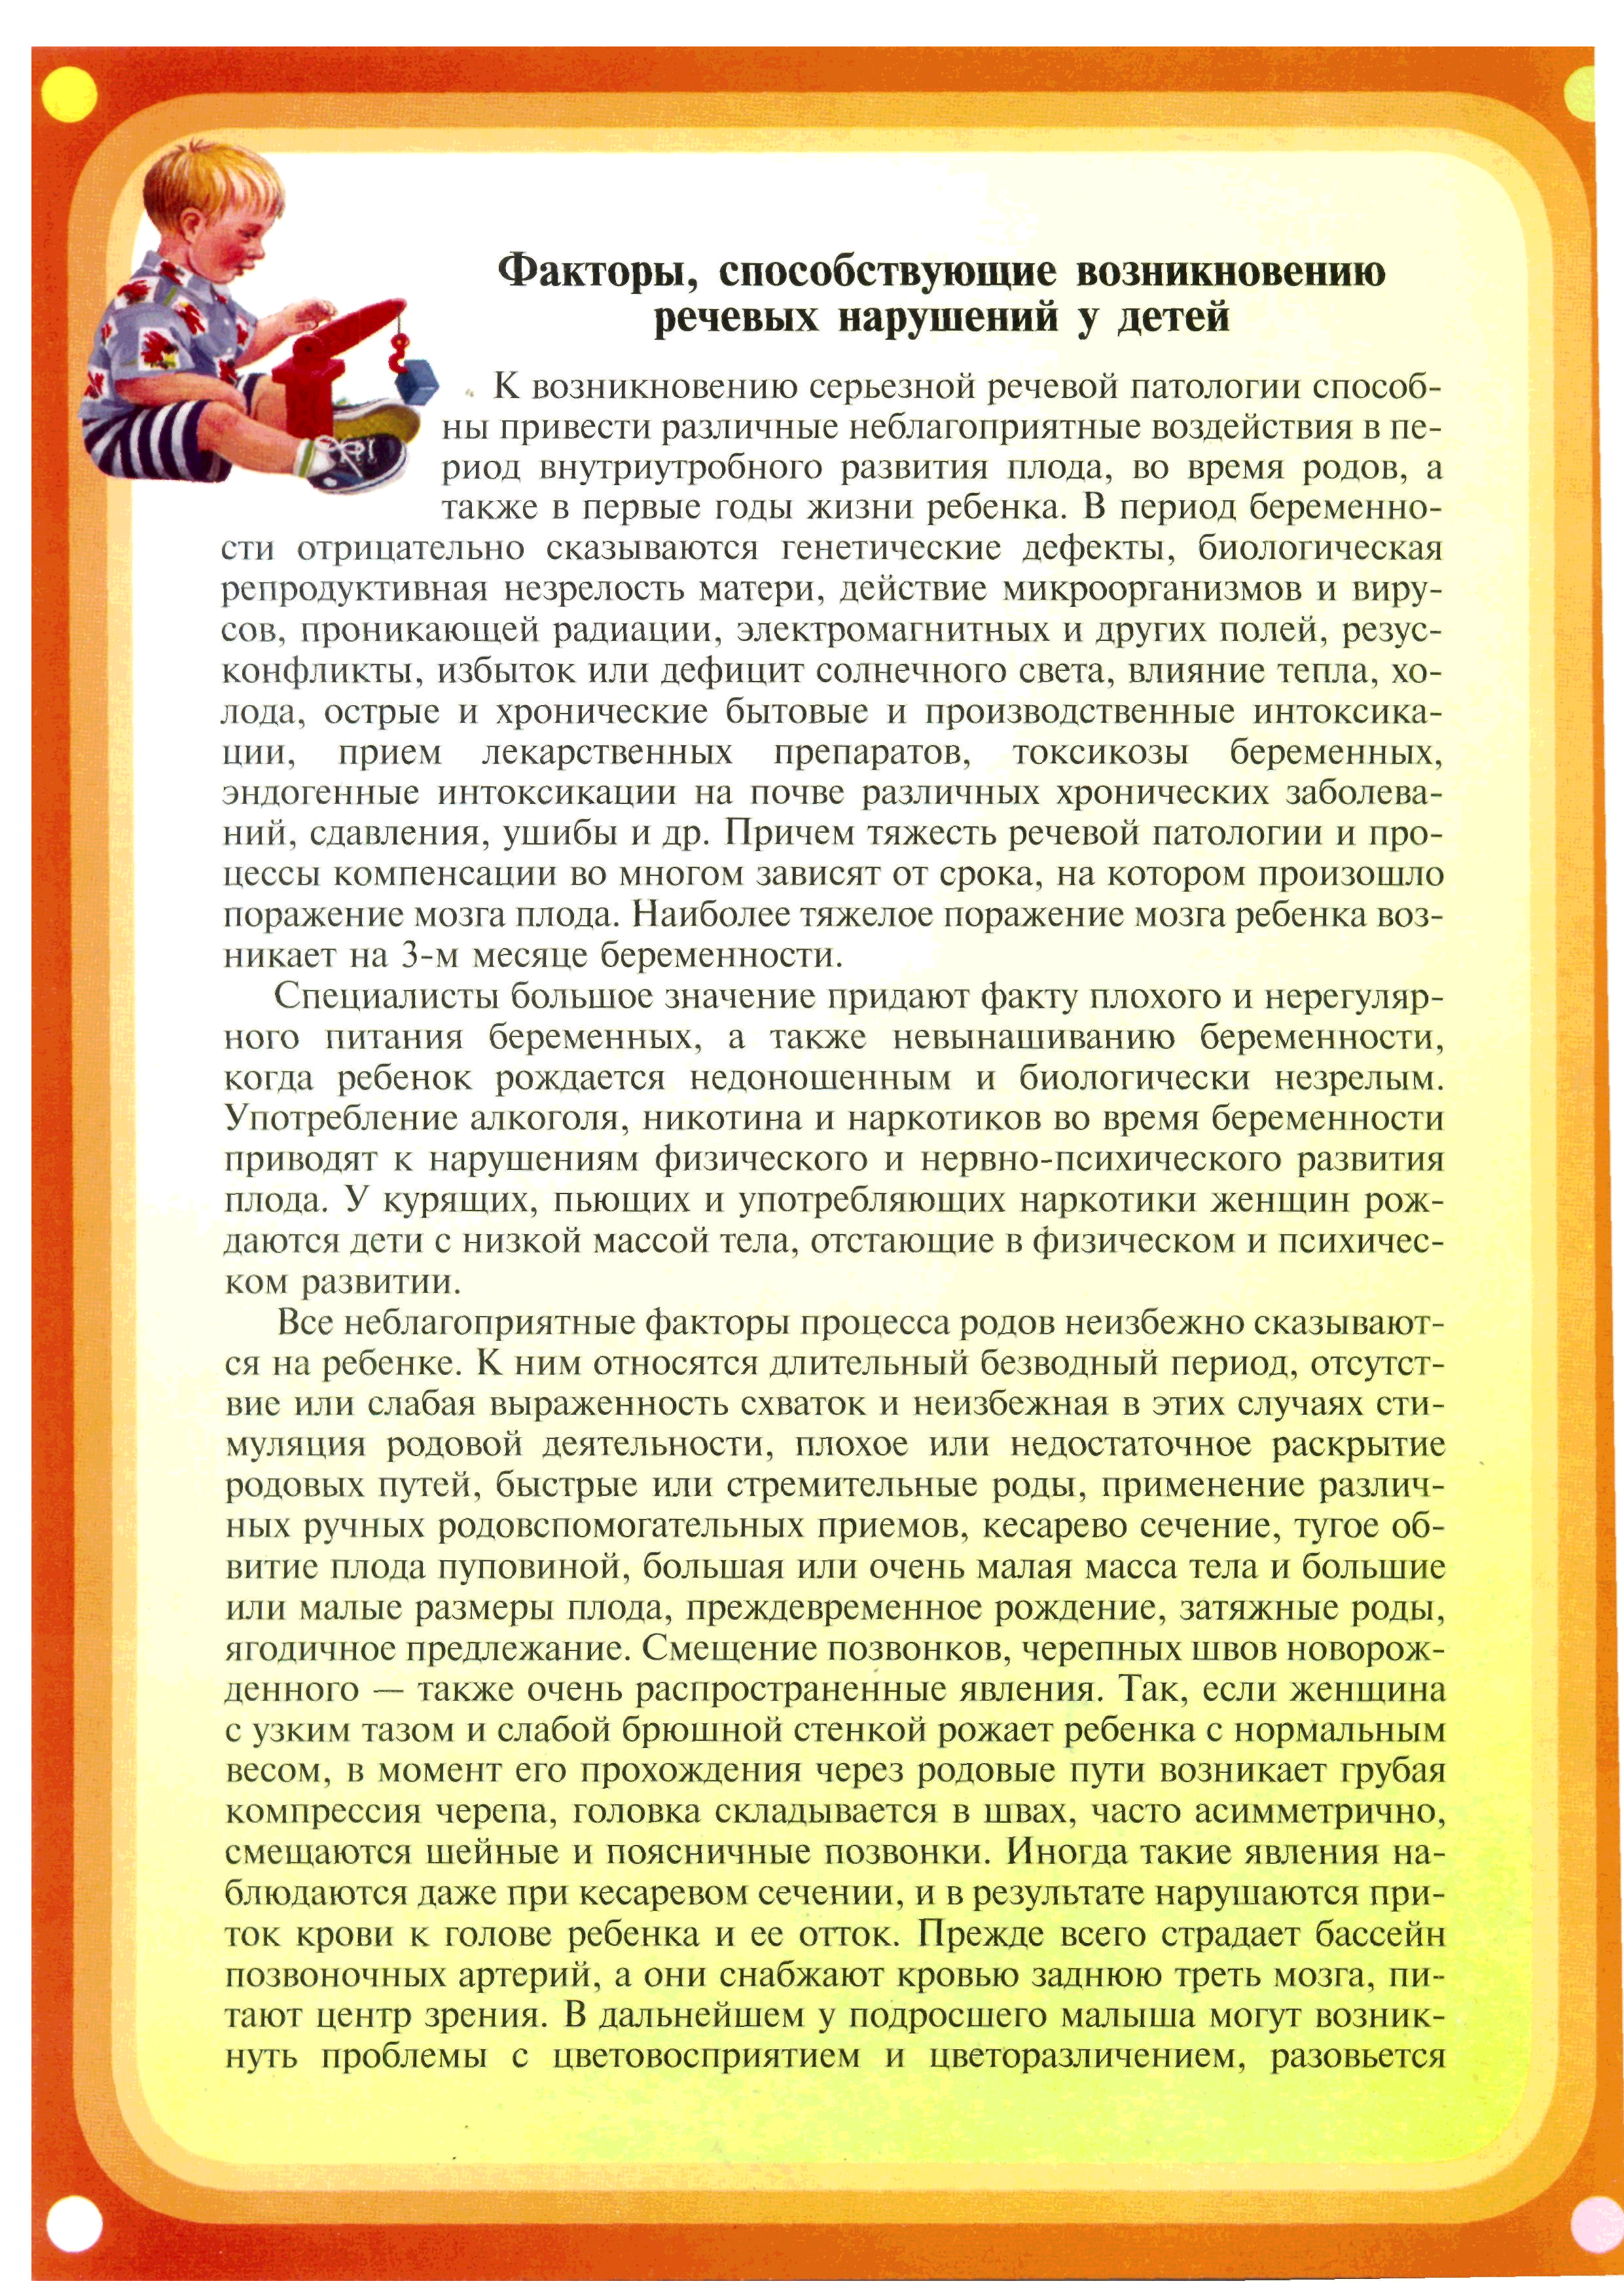 Факторы, способствующие возникновению
речевых нарушений у детей
К возникновению серьезной речевой патологии способ-
ны привести различные неблагоприятные воздействия в пе-
риод внутриутробного развития плода, во время родов, а
также в первые годы жизни ребенка. В период беременно-
сти отрицательно сказываются генетические дефекты, биологическая
репродуктивная незрелость матери, действие микроорганизмов и виру-
сов, проникающей радиации, электромагнитных и других полей, резус-
конфликты, избыток или дефицит солнечного света, влияние тепла, хо-
лода, острые и хронические бытовые и производственные интоксика-
ции, прием лекарственных препаратов, токсикозы беременных,
эндогенные интоксикации на почве различных хронических заболева-
ний, сдавления, ушибы и др. Причем тяжесть речевой патологии и про-
цессы компенсации во многом зависят от срока, на котором произошло
поражение мозга плода. Наиболее тяжелое поражение мозга ребенка воз-
никает на 3-м месяце беременности.
Специалисты большое значение придают факту плохого и нерегуляр-
ного питания беременных, а также невынашиванию беременности,
когда ребенок рождается недоношенным и биологически незрелым.
Употребление алкоголя, никотина и наркотиков во время беременности
приводят к нарушениям физического и нервно-психического развития
плода. У курящих, пьющих и употребляющих наркотики женщин рож-
даются дети с низкой массой тела, отстающие в физическом и психичес-
ком развитии.
Все неблагоприятные факторы процесса родов неизбежно сказывают-
ся на ребенке. К ним относятся длительный безводный период, отсутст-
вие или слабая выраженность схваток и неизбежная в этих случаях сти-
муляция родовой деятельности, плохое или недостаточное раскрытие
родовых путей, быстрые или стремительные роды, применение различ-
ных ручных родовспомогательных приемов, кесарево сечение, тугое об-
витие плода пуповиной, большая или очень малая масса тела и большие
или малые размеры плода, преждевременное рождение, затяжные роды,
ягодичное предлежание. Смещение позвонков, черепных швов новорож-
денного — также очень распространенные явления. Так, если женщина
с узким тазом и слабой брюшной стенкой рожает ребенка с нормальным
весом, в момент его прохождения через родовые пути возникает грубая
компрессия черепа, головка складывается в швах, часто асимметрично,
смещаются шейные и поясничные позвонки. Иногда такие явления на-
блюдаются даже при кесаревом сечении, и в результате нарушаются при-
ток крови к голове ребенка и ее отток. Прежде всего страдает бассейн
позвоночных артерий, а они снабжают кровью заднюю треть мозга, пи-
тают центр зрения. В дальнейшем у подросшего малыша могут возник-
нуть проблемы с цветовосприятием и цветоразличением, разовьется